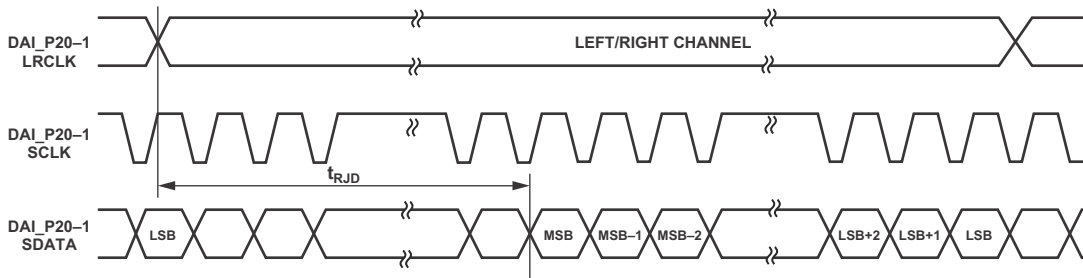 DAI_P20–1
LRCLK
LEFT/RIGHT CHANNEL
DAI_P20–1
SCLK
tRJD
DAI_P20–1
SDATA
LSB
MSB
MSB–1
MSB–2
LSB+2
LSB+1
LSB